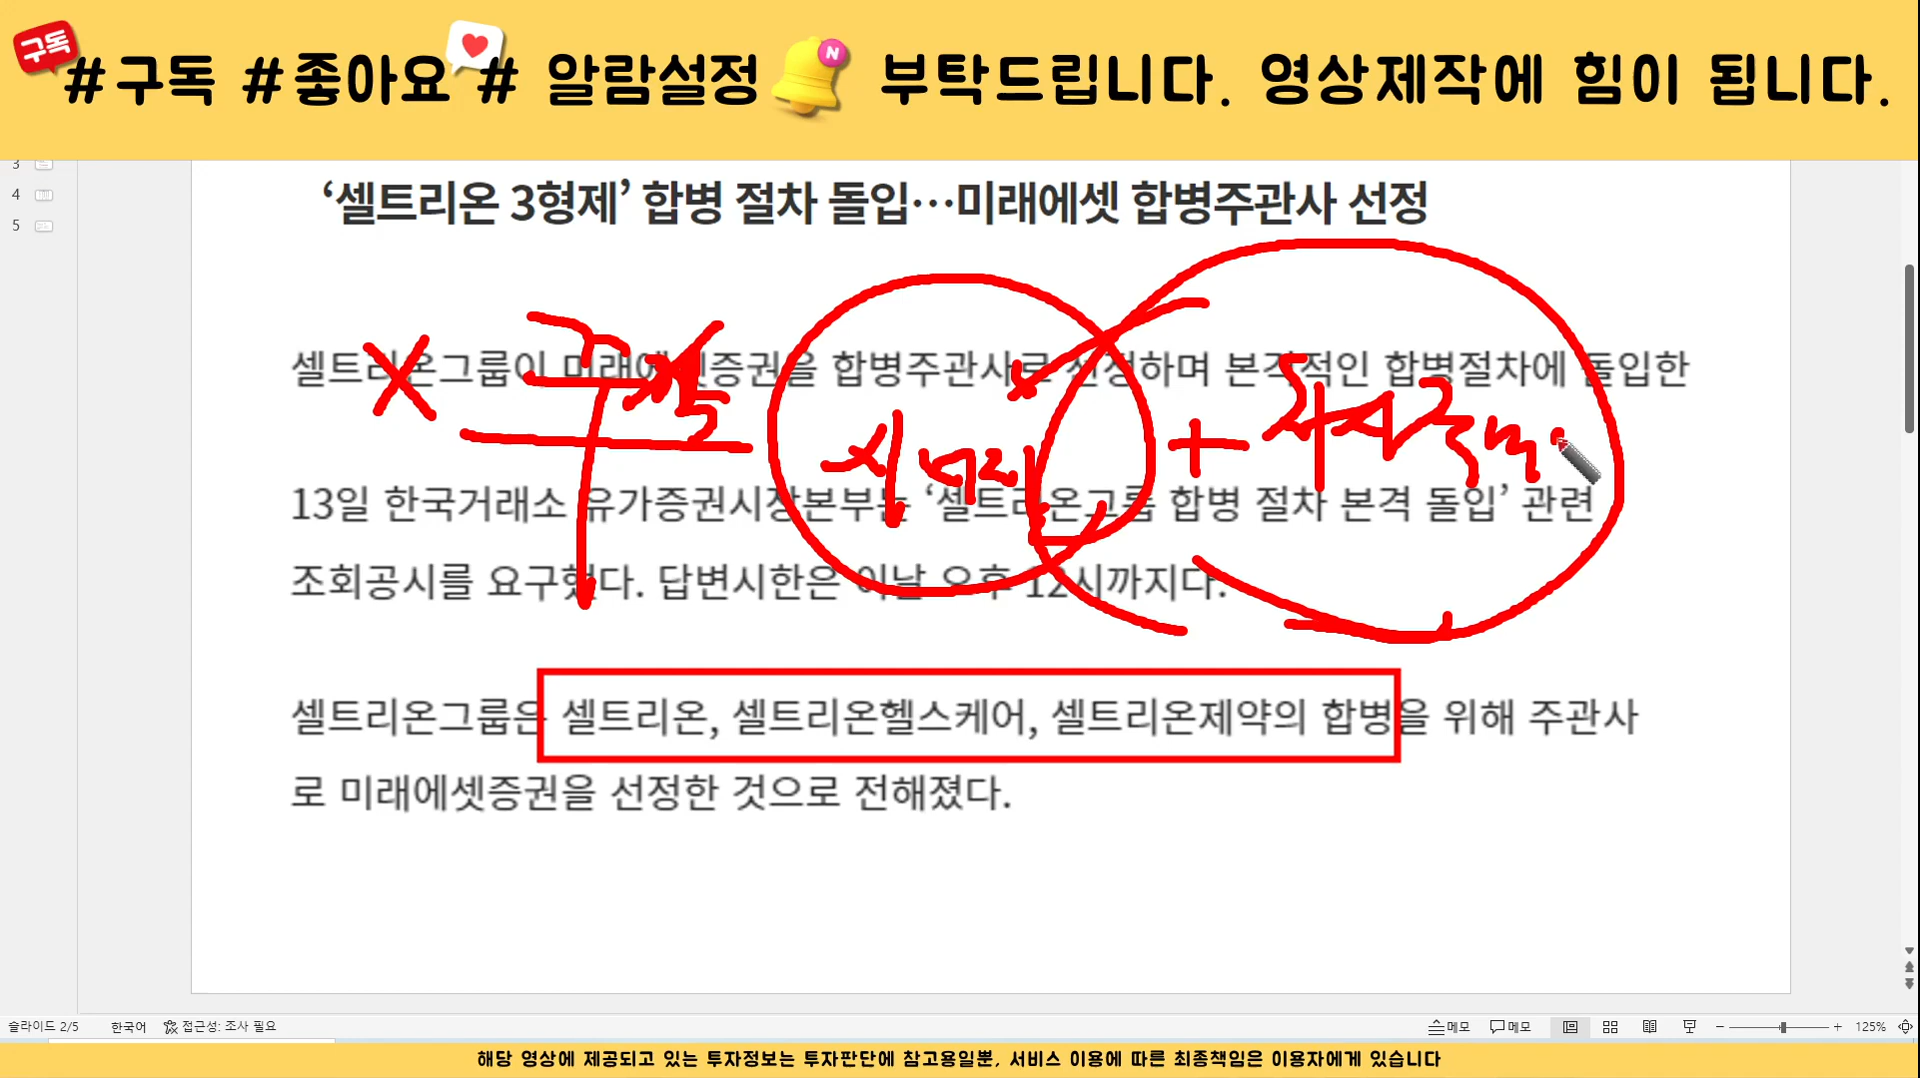 구독
#구독 #좋아요 # 알람설정 N 부탁드립니다. 영상제작에 힘이 됩니다.
3
4
5
‘셀트리온 3형제’ 합병 절차 돌입…미래에셋 합병주관사 선정
셀트리온그룹이 미래에셋증권을 합병주관사로 선정하며 본격적인 합병절차에 돌입한
13일 한국거래소 유가증권시장본부는 ‘셀트리온그룹 합병 절차 본격 돌입’ 관련
조회공시를 요구했다. 답변시한은 이날 오후 12시까지다.
셀트리온그룹은 셀트리온, 셀트리온헬스케어, 셀트리온제약의 합병을 위해 주관사
로 미래에셋증권을 선정한 것으로 전해졌다.
슬라이드 2/5 한국어 접근성: 조사 필요 메모 메모 125%
해당 영상에 제공되고 있는 투자정보는 투자판단에 참고용일뿐, 서비스 이용에 따른 최종책임은 이용자에게 있습니다